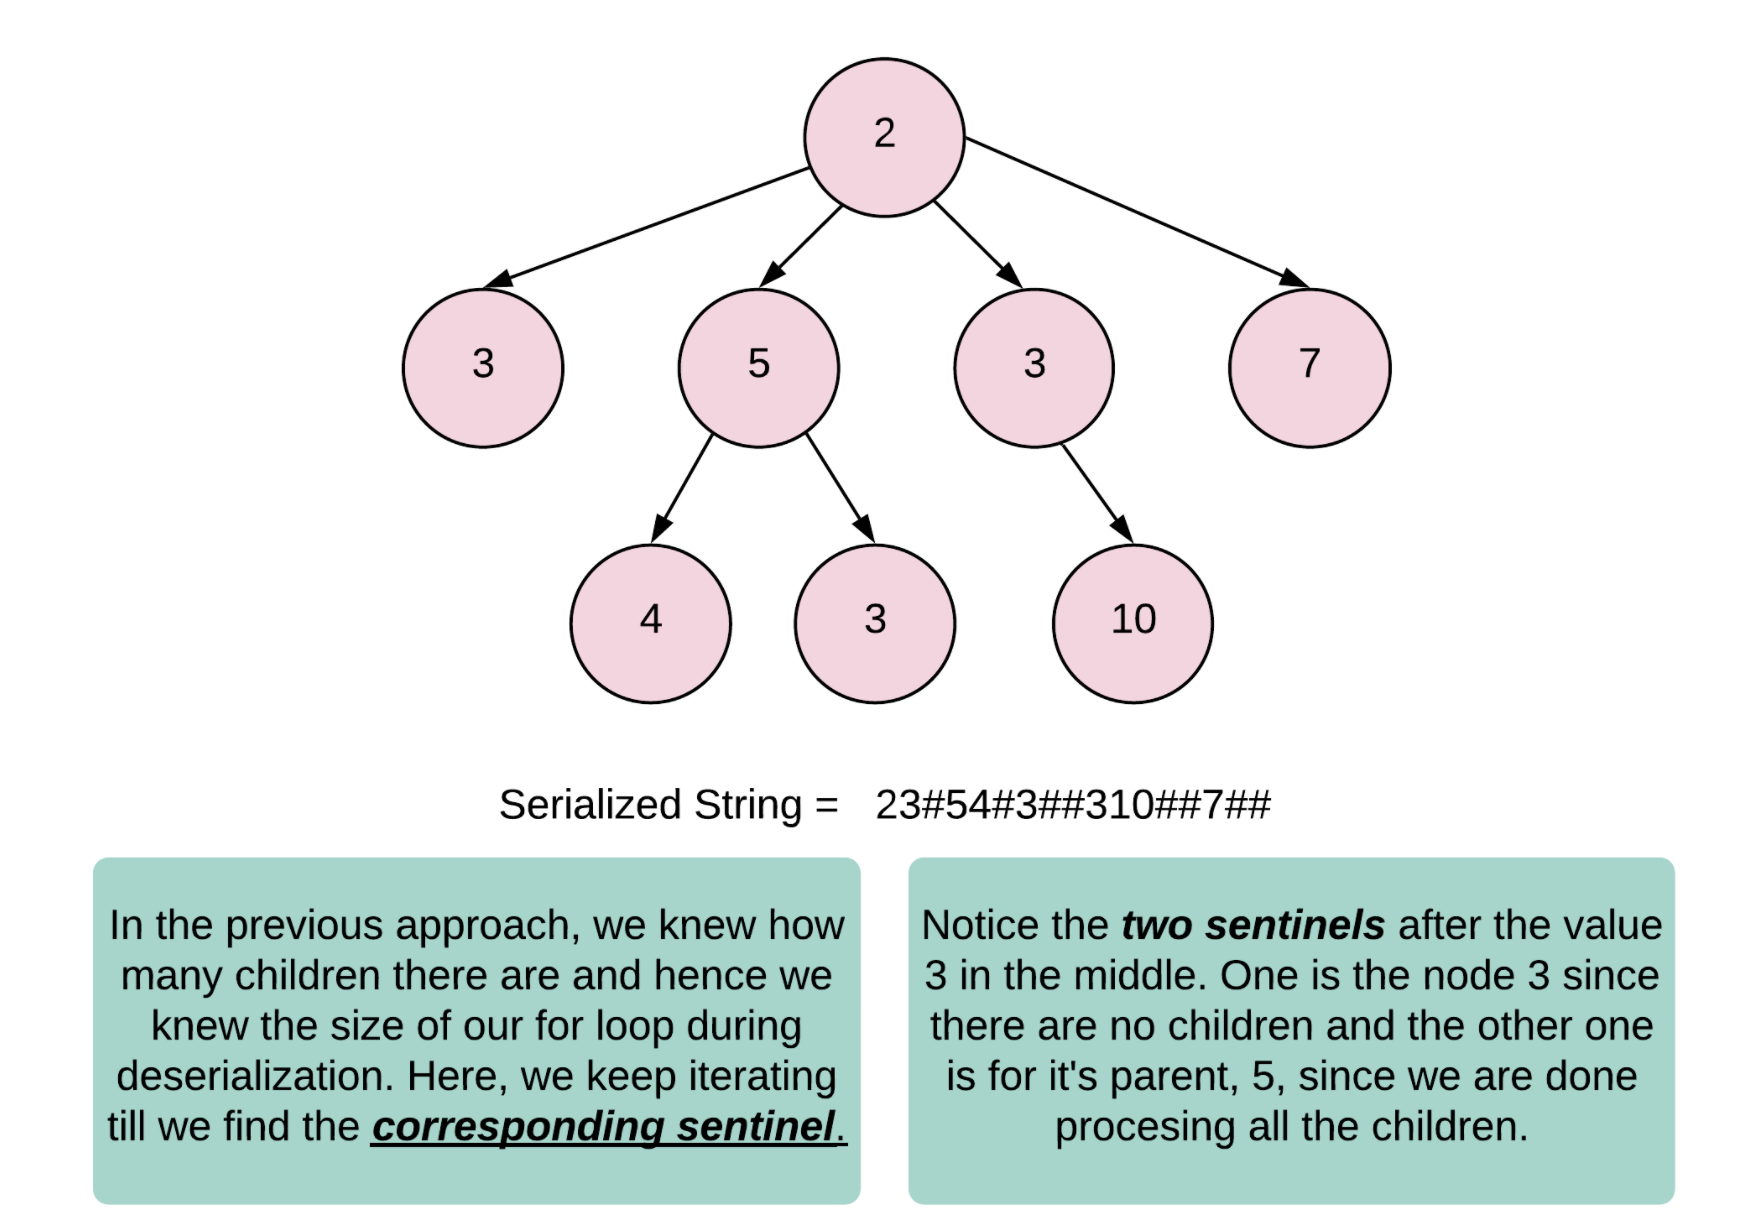 2
3
5
3
7
4
3
10
Serialized String = 23#54#3##310##7##
In the previous approach, we knew how
many children there are and hence we
knew the size of our for loop during
deserialization. Here, we keep iterating
till we find the corresponding sentinel.
Notice the two sentinels after the value
3 in the middle. One is the node 3 since
there are no children and the other one
is for it's parent, 5, since we are done
procesing all the children.